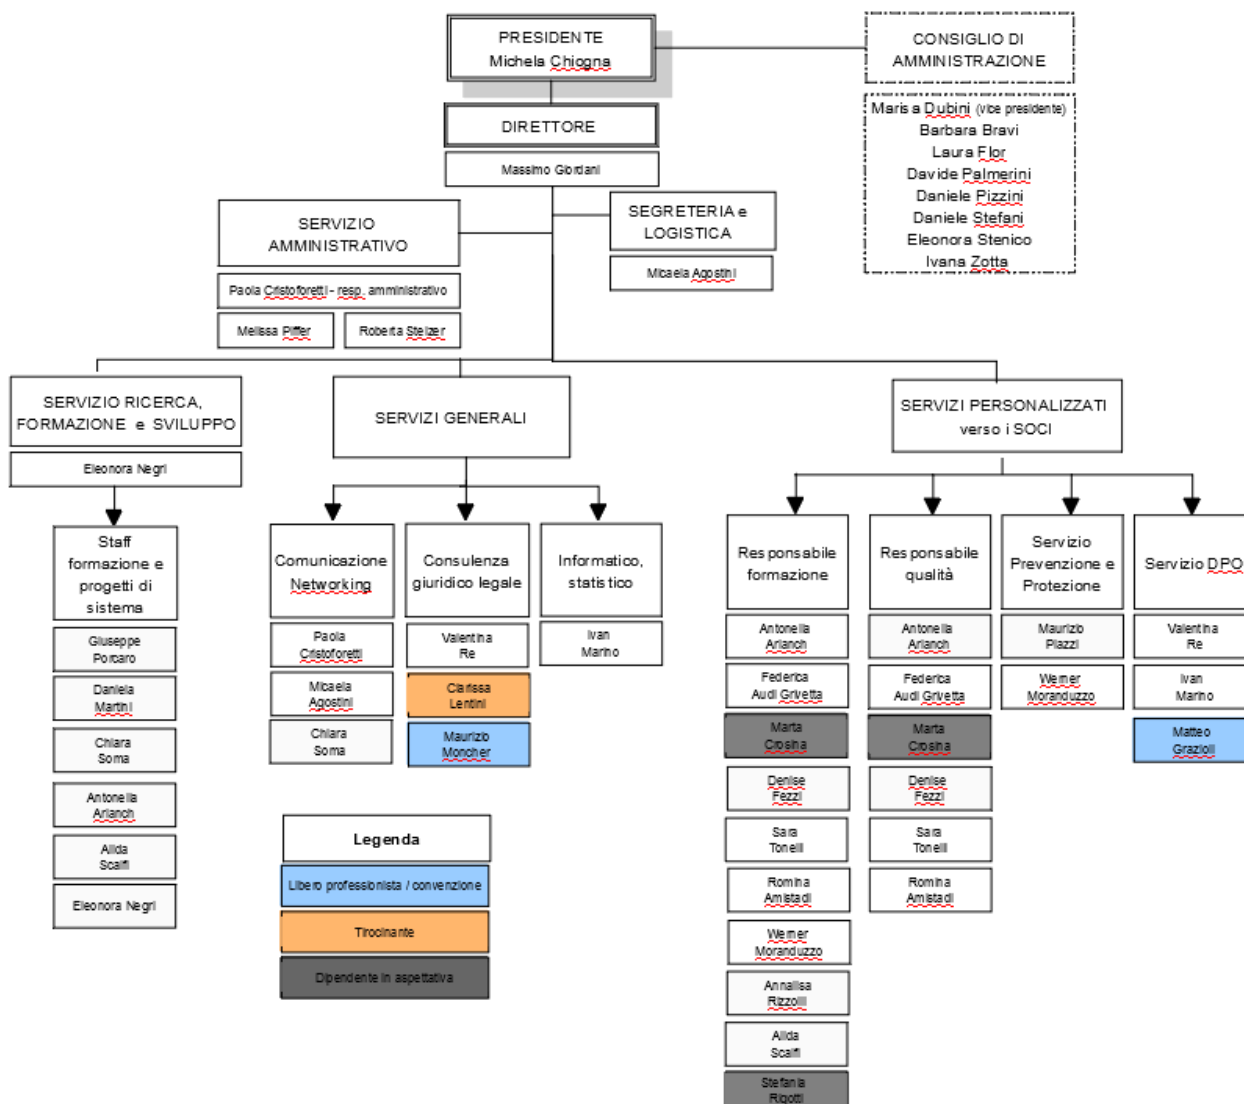 PRESIDENTE
Michela Chiogna
CONSIGLIO DI
AMMINISTRAZIONE
Marisa Dubini (vice presidente)
Barbara Bravi
Laura Flor
Davide Palmerini
Daniele Pizzini
Daniele Stefani
Eleonora Stenico
Ivana Zotta
DIRETTORE
Massimo Giordani
SERVIZIO
AMMINISTRATIVO
Paola Cristoforetti - resp. amministrativo
Melissa Piffer
Roberta Stelzer
SEGRETERIA e
LOGISTICA
Micaela Agostini
SERVIZIO RICERCA,
FORMAZIONE e SVILUPPO
Eleonora Negri
Staff
formazione e
progetti di
sistema
Giuseppe
Porcaro
Daniela
Martini
Chiara
Soma
Antonella
Arianch
Alida
Scalfi
Eleonora Negri
SERVIZI GENERALI
Comunicazione
Networking
Paola
Cristoforetti
Micaela
Agostini
Chiara
Soma
Consulenza
giuridico legale
Valentina
Re
Clarissa
Lentini
Maurizio
Moncher
Informatico,
statistico
Ivan
Marino
Legenda
Libero professionista / convenzione
Tirocinante
Dipendente in aspettativa
SERVIZI PERSONALIZZATI
verso i SOCI
Responsabile
formazione
Antonella
Arianch
Federica
Audi Grivetta
Marta
Crosina
Denise
Fezzi
Sara
Tonelli
Romina
Amistadi
Werner
Moranduzzo
Annalisa
Rizzolli
Alida
Scalfi
Stefania
Rigotti
Responsabile
qualità
Antonella
Arianch
Federica
Audi Grivetta
Marta
Crosina
Denise
Fezzi
Sara
Tonelli
Romina
Amistadi
Servizio
Prevenzione e
Protezione
Maurizio
Piazzi
Werner
Moranduzzo
Servizio DPO
Valentina
Re
Ivan
Marino
Matteo
Grazioli